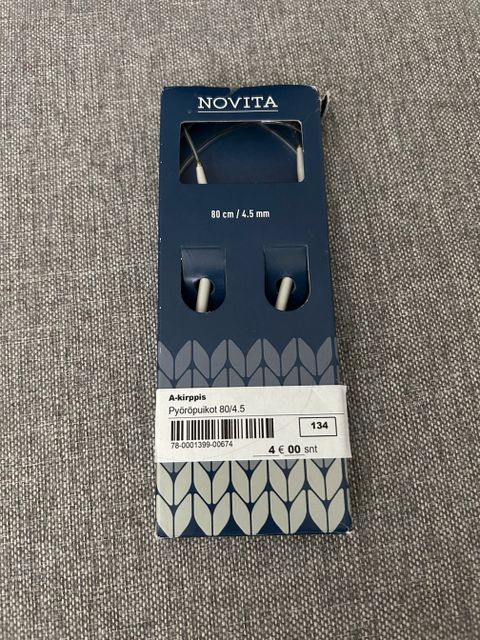 NOVITA
80 cm / 4.5 mm
A-kirppis
Pyöröpuikot 80/4.5
134
78-0001399-00674
4 € 00 snt